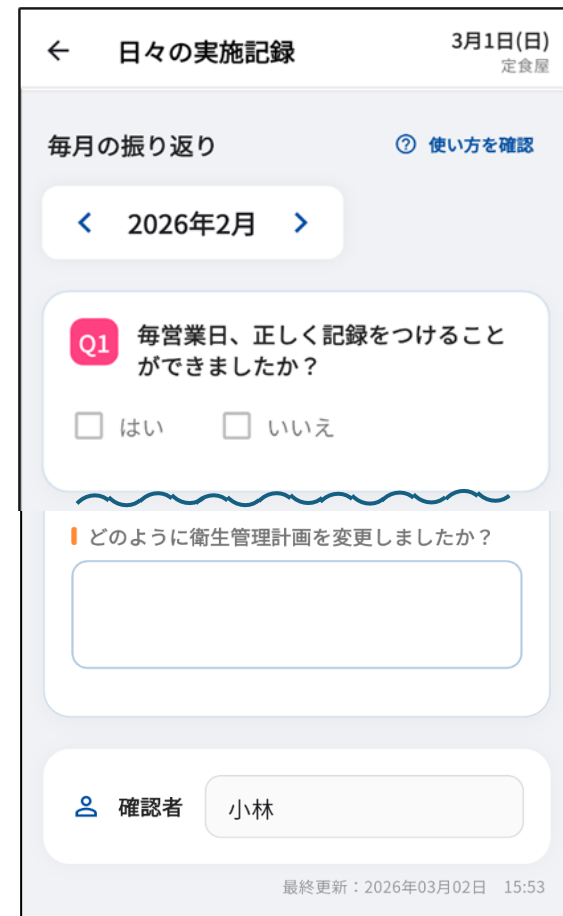 日々の実施記録
3月1日(日)
定食屋
毎月の振り返り
使い方を確認
2026年2月
Q1
毎営業日、正しく記録をつけること
ができましたか？
はい
いいえ
どのように衛生管理計画を変更しましたか？
確認者
小林
最終更新：2026年03月02日 15:53